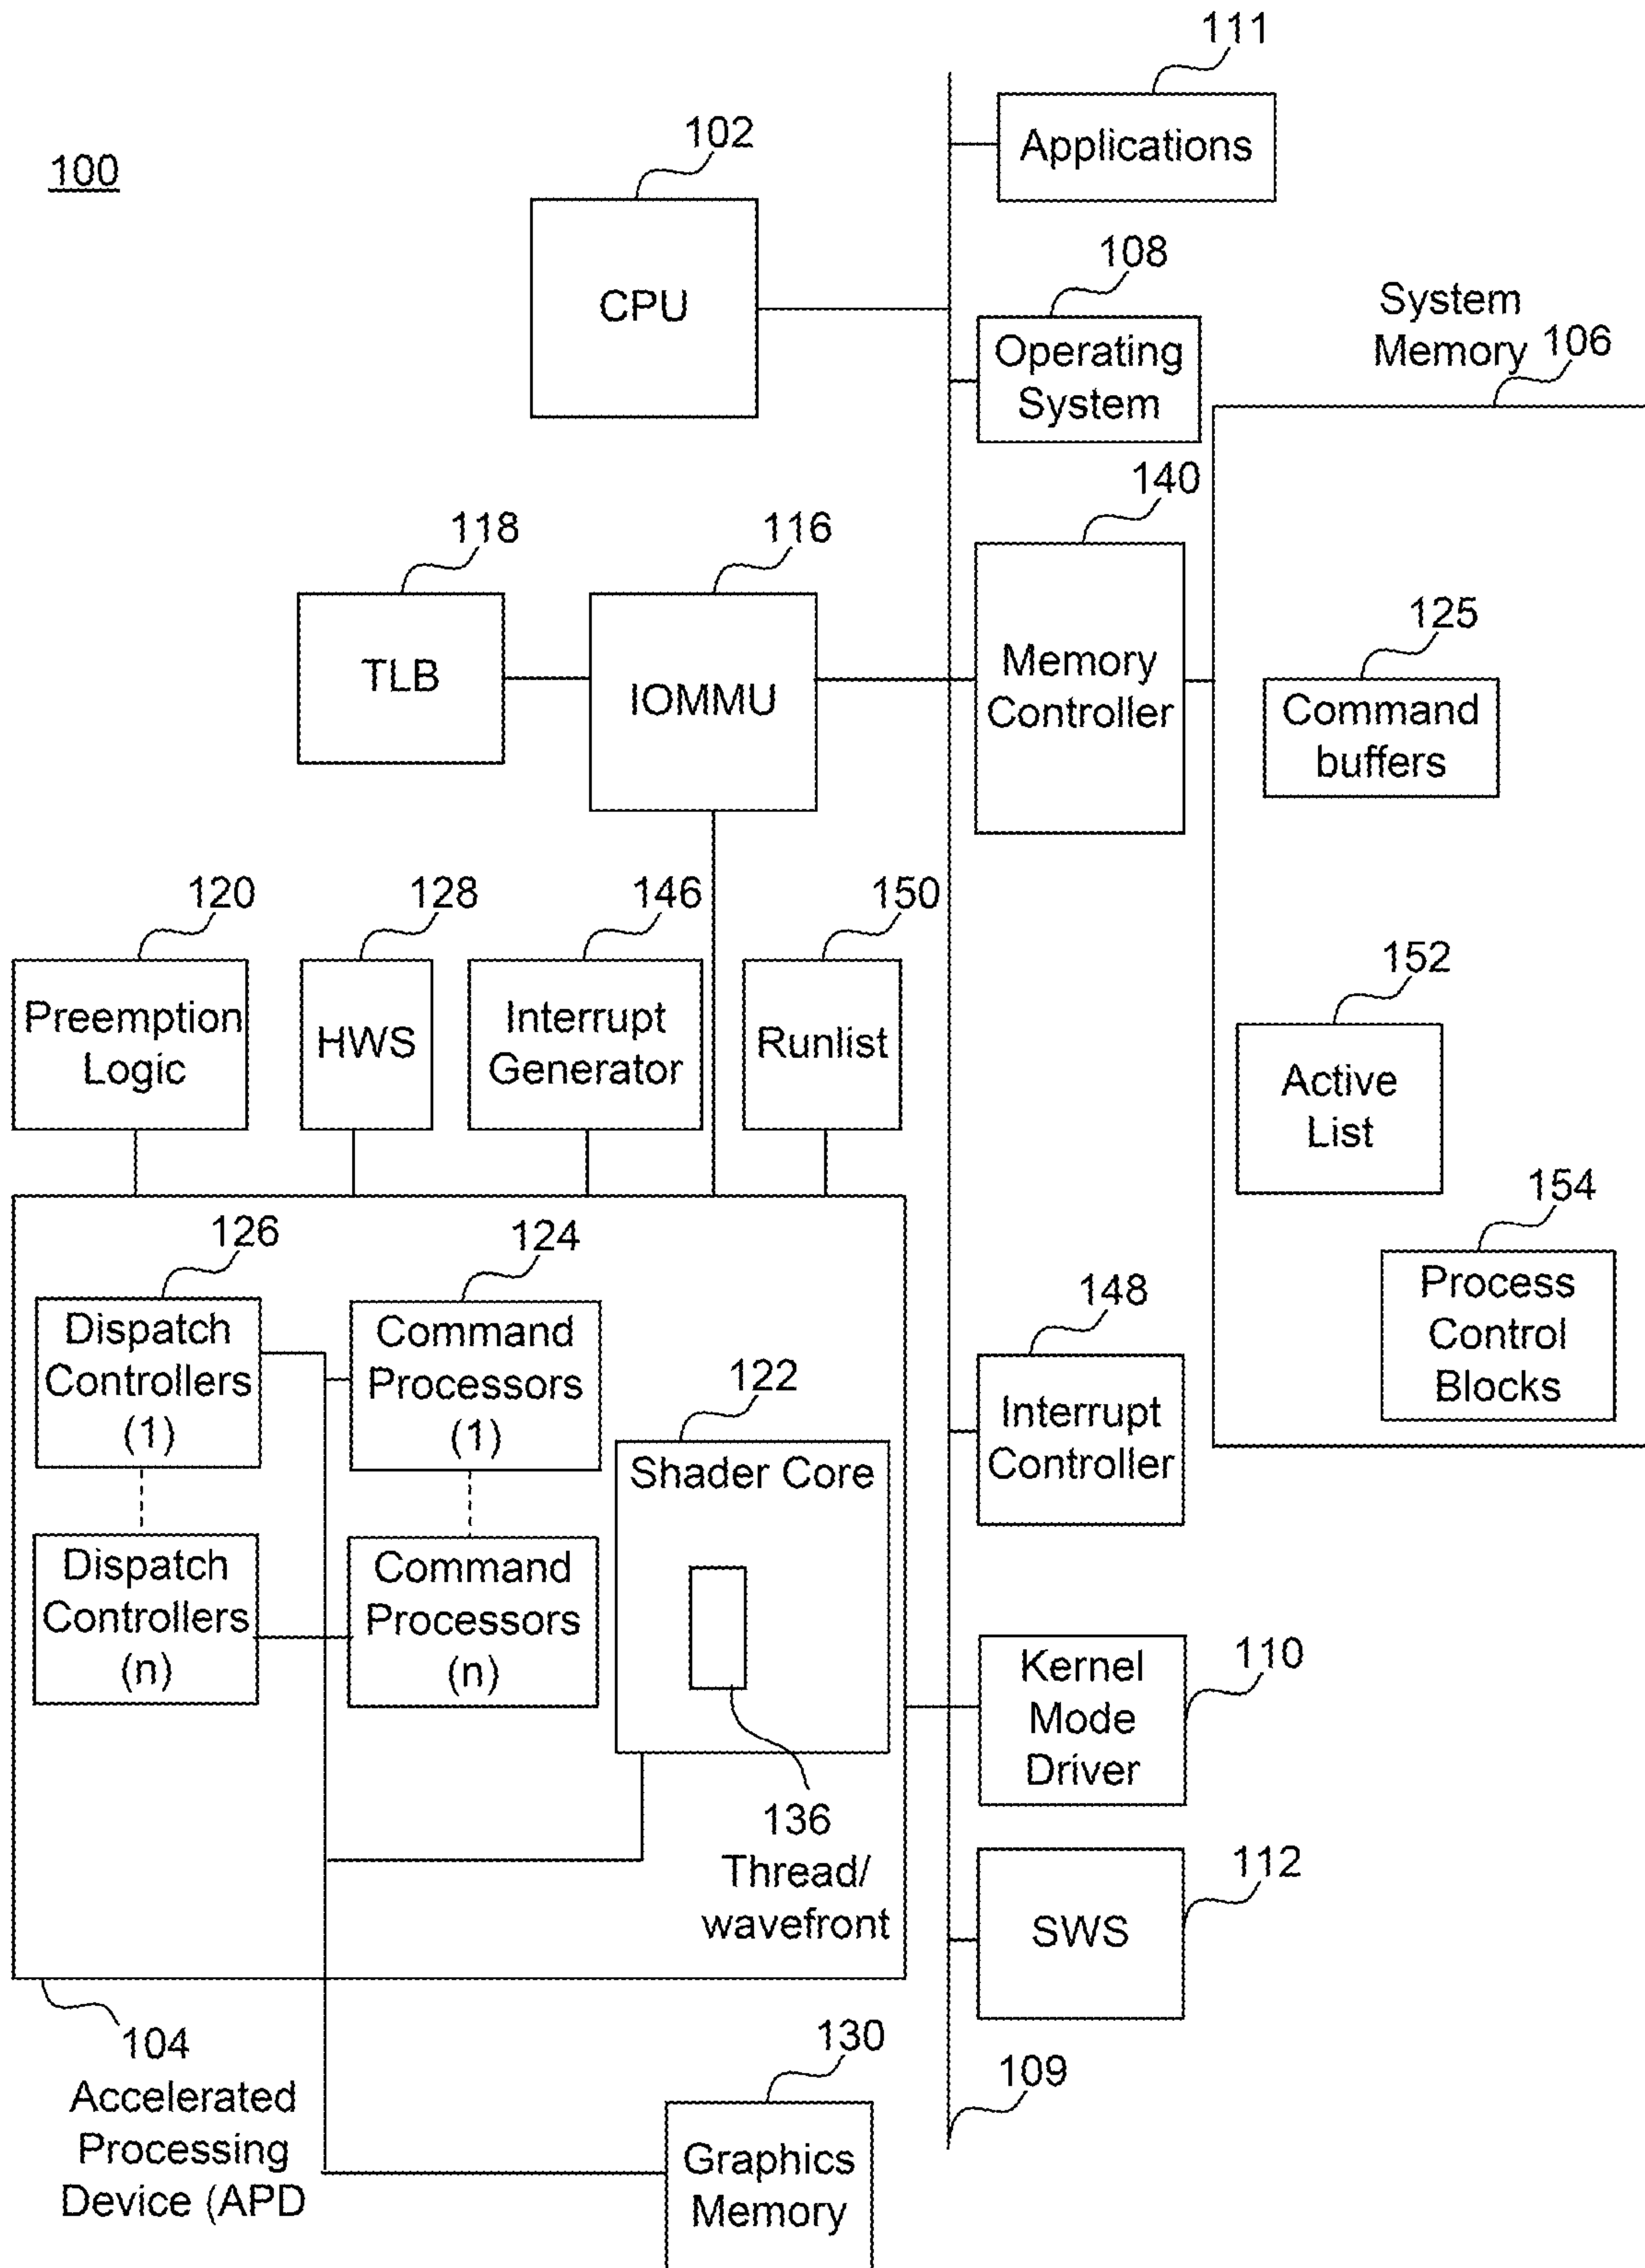 111
Applications
102
100
CPU
108
Operating
System
System
Memory 106
140
118
116
TLB
IOMMU
Memory
Controller
125
Command
buffers
120
128
146
150
Preemption
Logic
HWS
Interrupt
Generator
Runlist
152
Active
List
154
Process
Control
Blocks
126
124
Dispatch
Controllers
(1)
Command
Processors
(1)
122
Shader Core
148
Interrupt
Controller
Dispatch
Controllers
(n)
Command
Processors
(n)
136
Thread/
wavefront
Kernel
Mode
Driver
110
SWS
112
104
Accelerated
Processing
Device (APD
130
Graphics
Memory
109